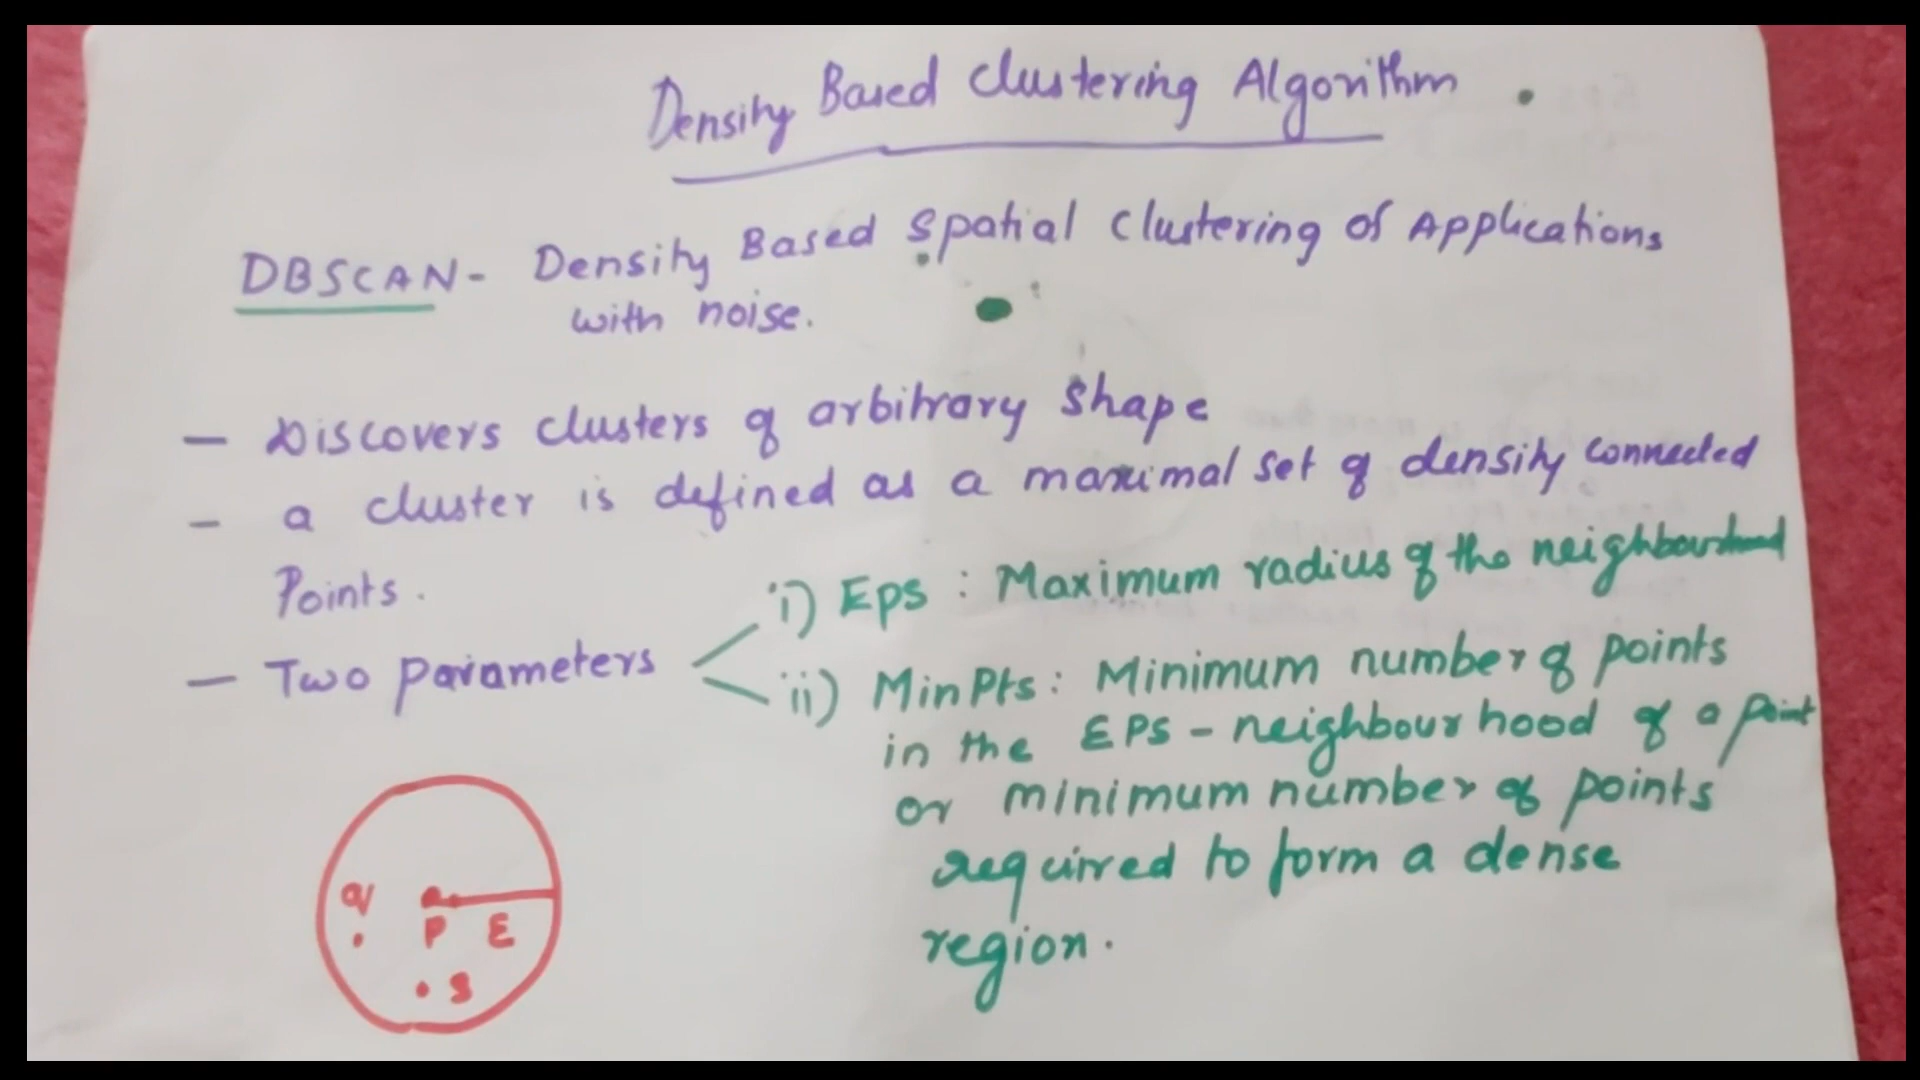 Density Based Clustering Algorithm
DBSCAN - Density Based Spatial Clustering of Applications
with noise.
- Discovers clusters of arbitrary shape
- a cluster is defined as a maximal set of density connected
Points.
- Two parameters
i) Eps : Maximum radius of the neighbourhood
ii) MinPts : Minimum number of points
in the EPS - neighbourhood of a point
or minimum number of points
required to form a dense
region.
q
P E
S